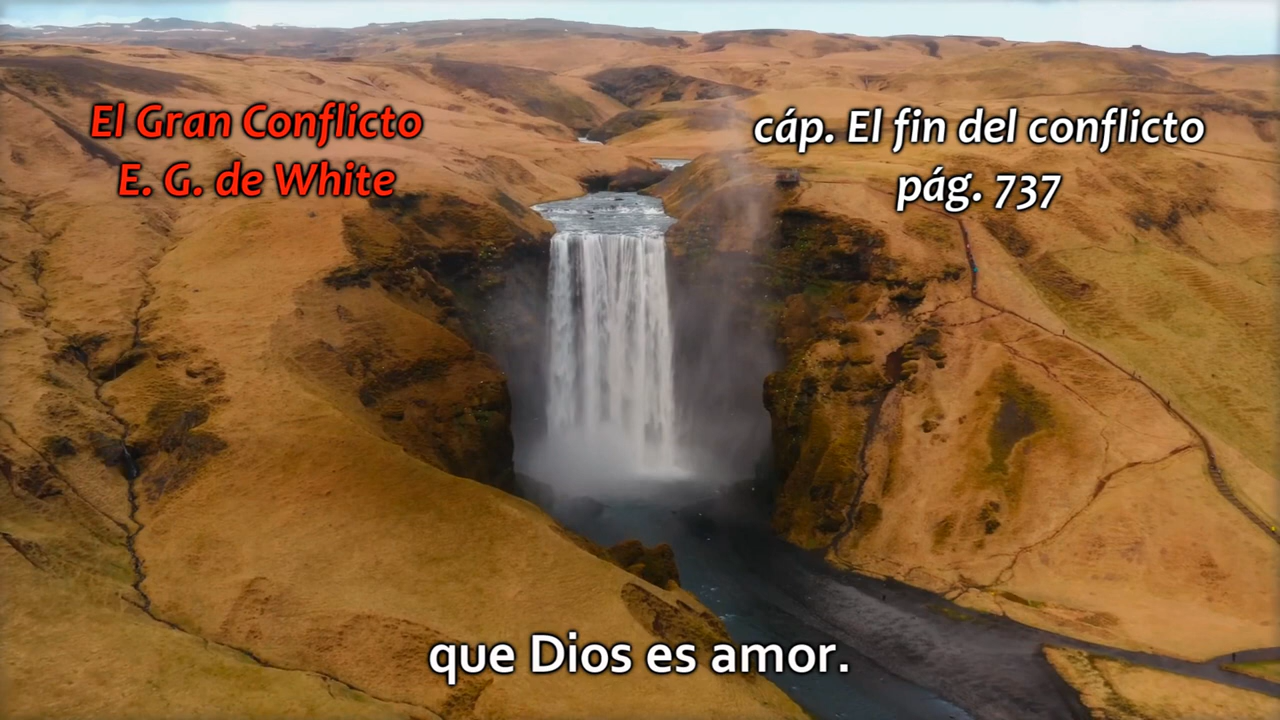 El Gran Conflicto
E. G. de White
cáp. El fin del conflicto
pág. 737
que Dios es amor.